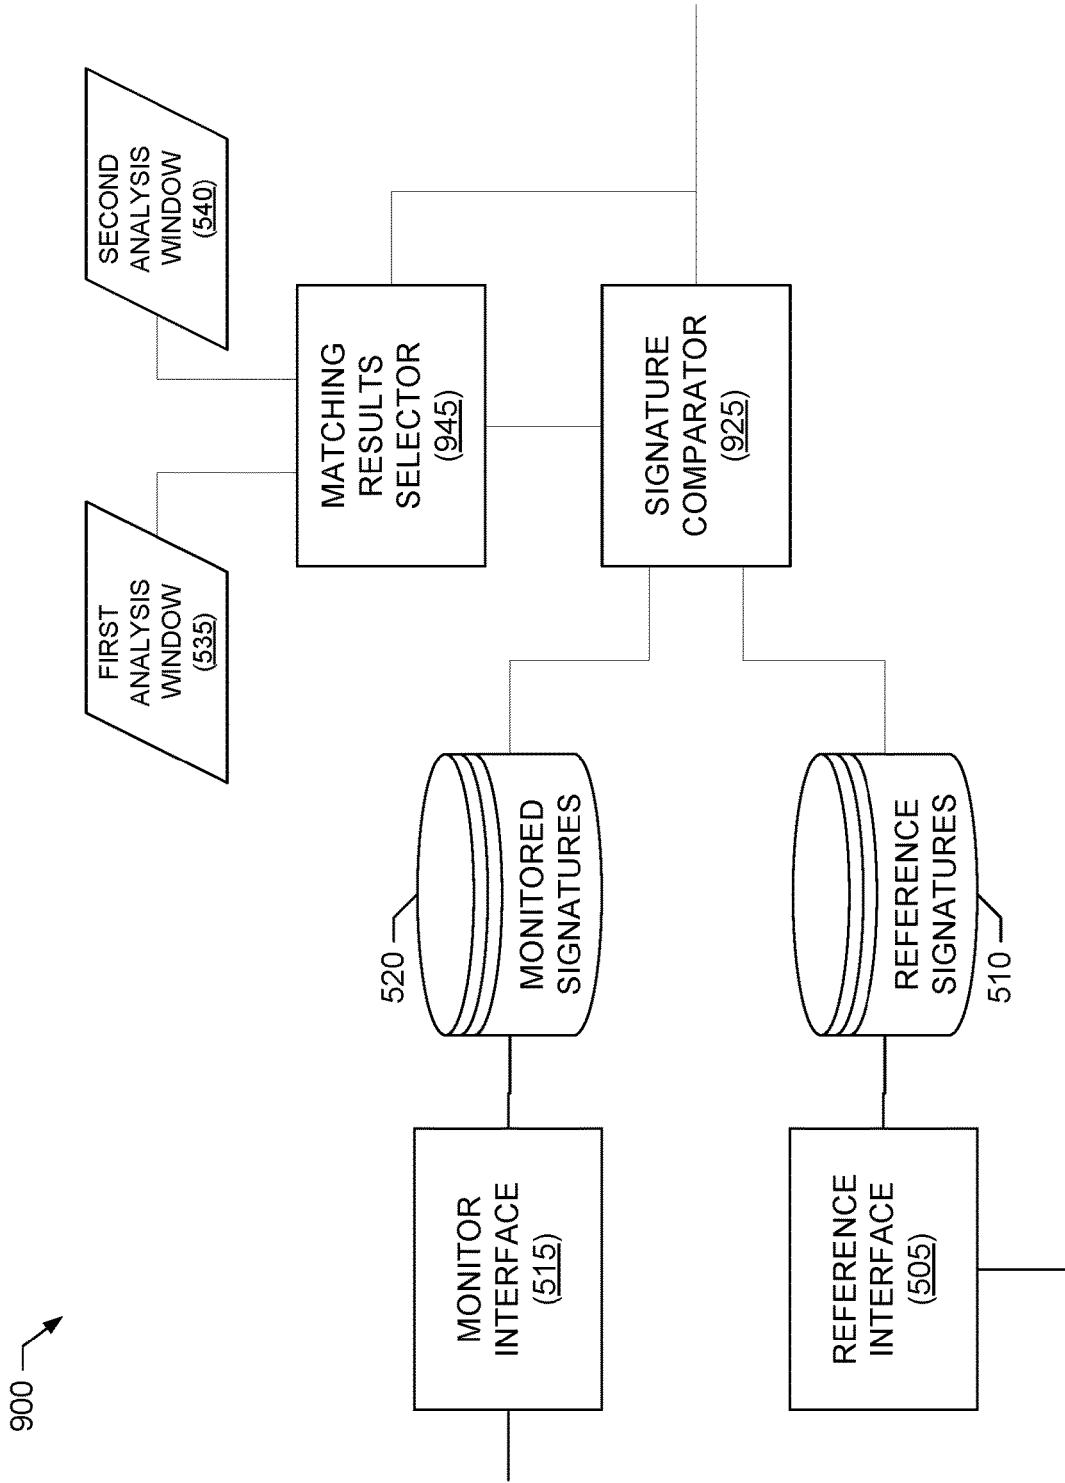 900
FIRST
ANALYSIS
WINDOW
(535)
SECOND
ANALYSIS
WINDOW
(540)
MATCHING
RESULTS
SELECTOR
(945)
520
MONITOR
INTERFACE
(515)
MONITORED
SIGNATURES
SIGNATURE
COMPARATOR
(925)
REFERENCE
INTERFACE
(505)
REFERENCE
SIGNATURES
510